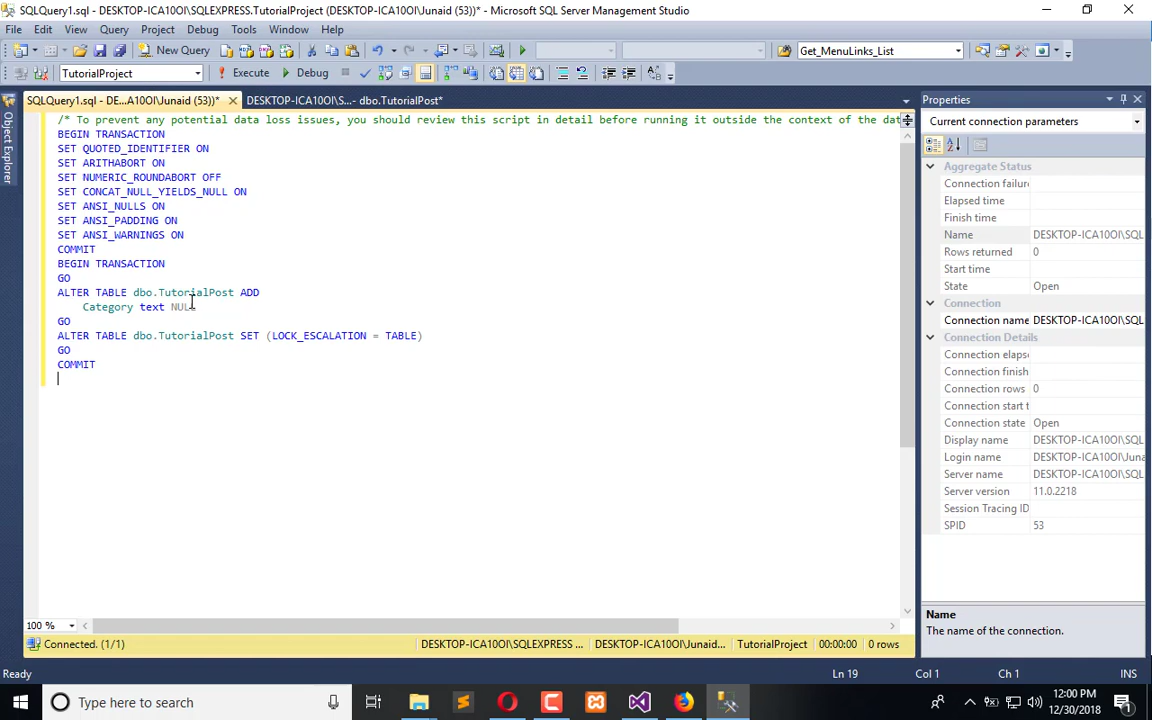 SQLQuery1.sql - DESKTOP-ICA10OI\SQLEXPRESS.TutorialProject (DESKTOP-ICA10OI\Junaid (53))* - Microsoft SQL Server Management Studio
File Edit View Query Project Debug Tools Window Help
New Query Get_MenuLinks_List
TutorialProject Execute Debug
SQLQuery1.sql - DE...A10OI\Junaid (53))* DESKTOP-ICA10OI\S...- dbo.TutorialPost*
Object Explorer
/* To prevent any potential data loss issues, you should review this script in detail before running it outside the context of the dat
BEGIN TRANSACTION
SET QUOTED_IDENTIFIER ON
SET ARITHABORT ON
SET NUMERIC_ROUNDABORT OFF
SET CONCAT_NULL_YIELDS_NULL ON
SET ANSI_NULLS ON
SET ANSI_PADDING ON
SET ANSI_WARNINGS ON
COMMIT
BEGIN TRANSACTION
GO
ALTER TABLE dbo.TutorialPost ADD
Category text NULL
GO
ALTER TABLE dbo.TutorialPost SET (LOCK_ESCALATION = TABLE)
GO
COMMIT
100 %
Connected. (1/1) DESKTOP-ICA10OI\SQLEXPRESS ... DESKTOP-ICA10OI\Junaid... TutorialProject 00:00:00 0 rows
Properties
Current connection parameters
Aggregate Status
Connection failure
Elapsed time
Finish time
Name DESKTOP-ICA10OI\SQL
Rows returned 0
Start time
State Open
Connection
Connection name DESKTOP-ICA10OI\SQL
Connection Details
Connection elaps
Connection finish
Connection rows 0
Connection start t
Connection state Open
Display name DESKTOP-ICA10OI\SQL
Login name DESKTOP-ICA10OI\Juna
Server name DESKTOP-ICA10OI\SQL
Server version 11.0.2218
Session Tracing ID
SPID 53
Name
The name of the connection.
Ready Ln 19 Col 1 Ch 1 INS
Type here to search
12:00 PM
12/30/2018
1